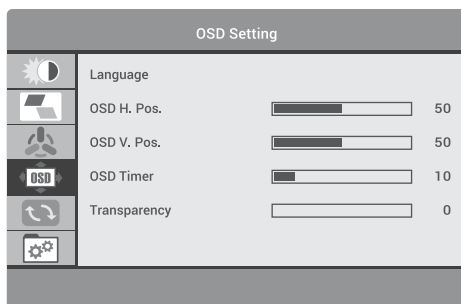 OSD Setting
Language
OSD H. Pos. 50
OSD V. Pos. 50
OSD OSD Timer 10
Transparency 0